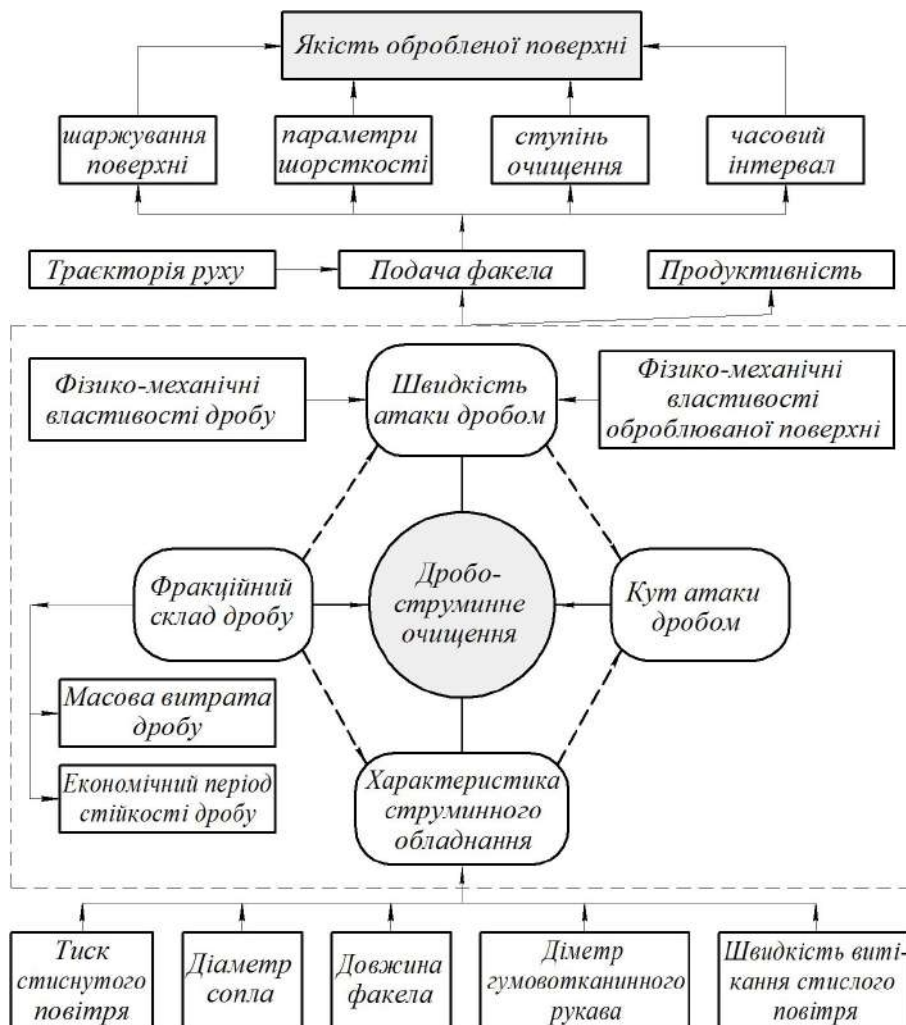 Якість обробленої поверхні
шаржування
поверхні
параметри
шорсткості
ступінь
очищення
часовий
інтервал
Траєкторія руху
Подача факела
Продуктивність
Фізико-механічні
властивості дробу
Швидкість
атаки дробом
Фізико-механічні
властивості
оброблюваної поверхні
Фракційний
склад дробу
Дробо-
струминне
очищення
Кут атаки
дробом
Масова витрата
дробу
Економічний період
стійкості дробу
Характеристика
струминного
обладнання
Тиск
стиснутого
повітря
Діаметр
сопла
Довжина
факела
Діметр
гумовотканинного
рукава
Швидкість виті-
кання стислого
повітря